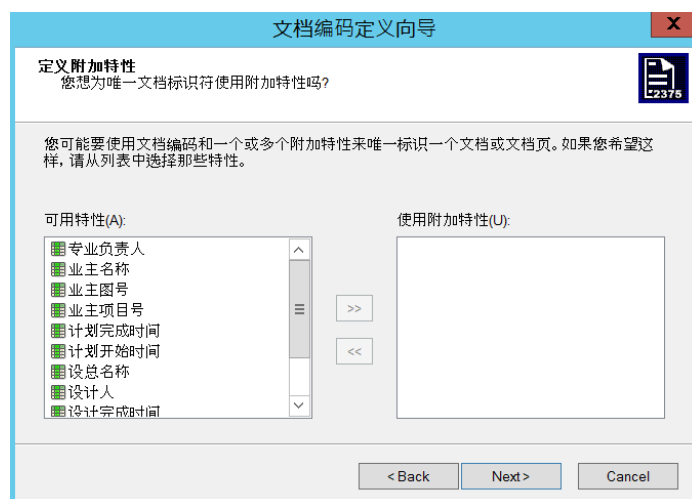 文档编码定义向导
X
定义附加特性
您想为唯一文档标识符使用附加特性吗?
2375
您可能要使用文档编码和一个或多个附加特性来唯一标识一个文档或文档页。如果您希望这
样,请从列表中选择那些特性。
可用特性(A):
使用附加特性(U):
专业负责人
业主名称
业主图号
业主项目号
计划完成时间
计划开始时间
设总名称
设计人
设计完成时间
>>
<<
< Back
Next >
Cancel